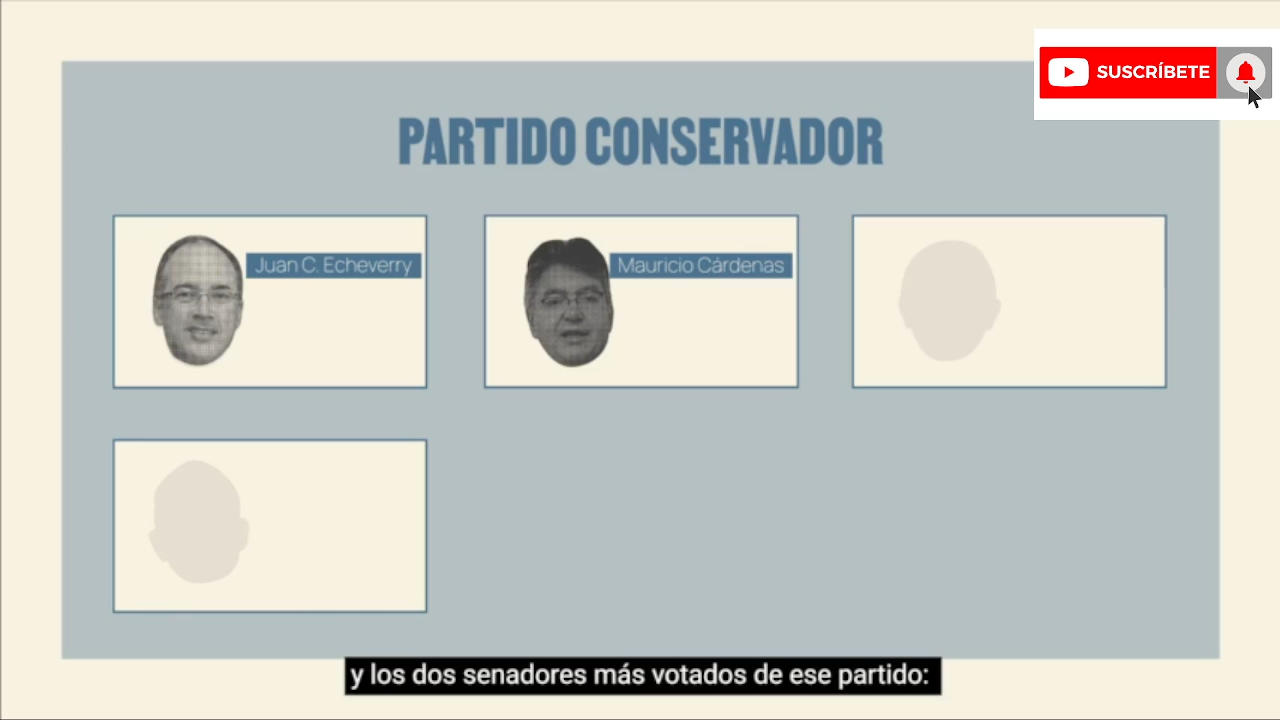 SUSCRÍBETE
PARTIDO CONSERVADOR
Juan C. Echeverry
Mauricio Cárdenas
y los dos senadores más votados de ese partido: